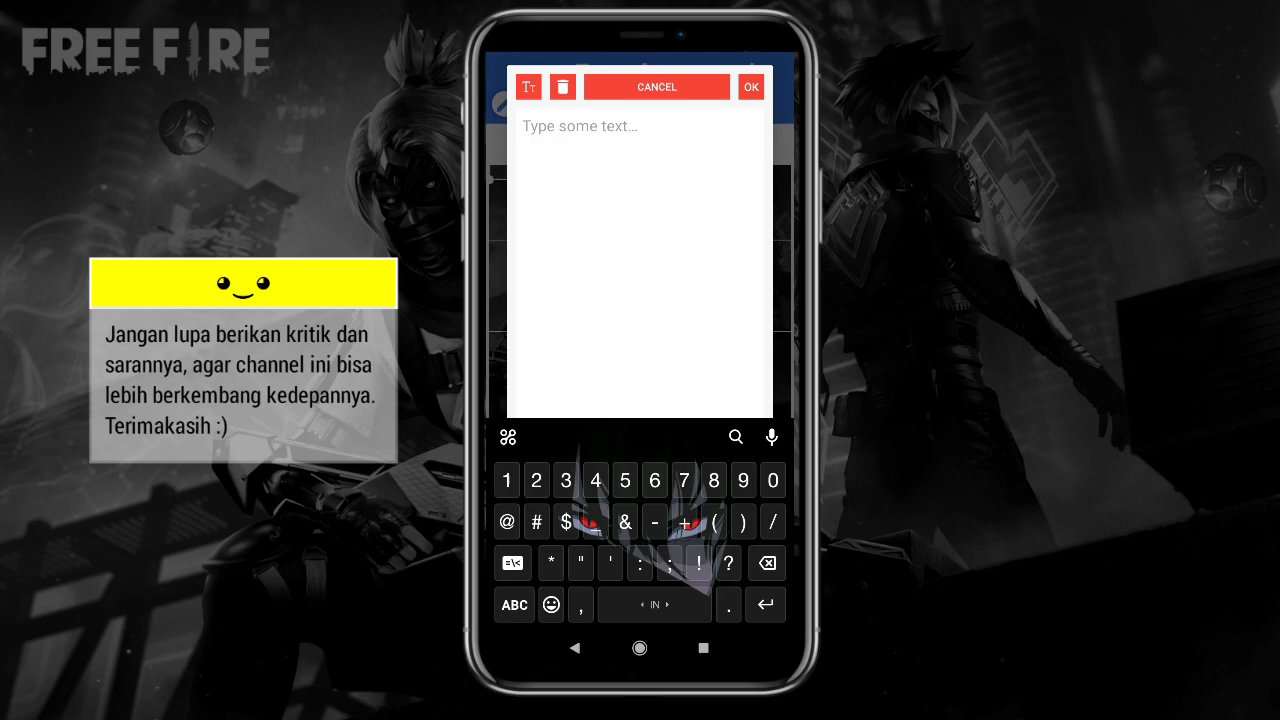 FREE FIRE
Tт
CANCEL
OK
Type some text...
Jangan lupa berikan kritik dan
sarannya, agar channel ini bisa
lebih berkembang kedepannya.
Terimakasih :)
1 2 3 4 5 6 7 8 9 0
@ # $ _ & - + ( ) /
=\< * " ' : ; ! ?
ABC , IN .